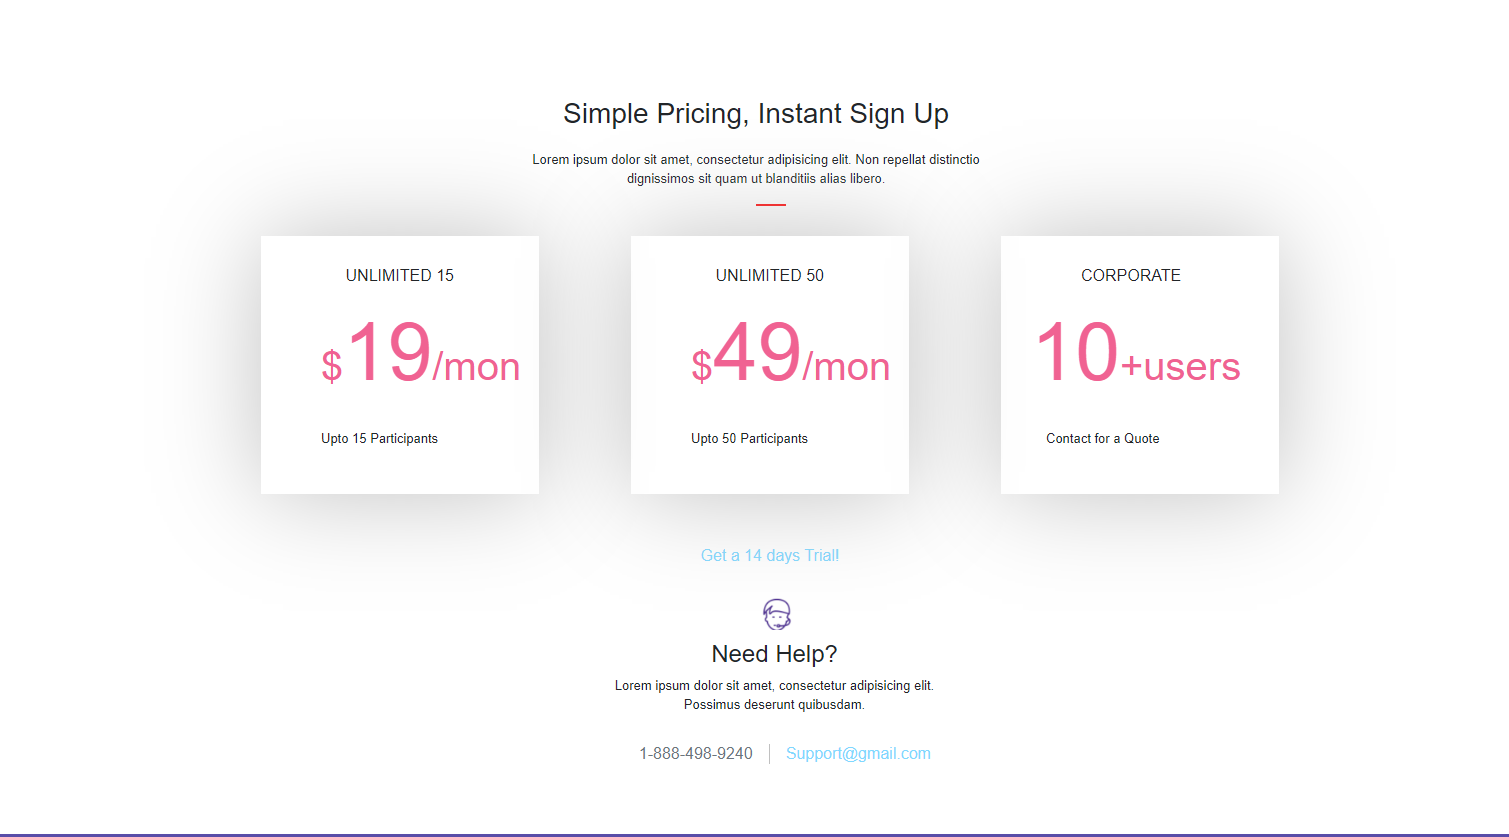 Simple Pricing, Instant Sign Up
Lorem ipsum dolor sit amet, consectetur adipisicing elit. Non repellat distinctio
dignissimos sit quam ut blanditiis alias libero.
UNLIMITED 15
$19/mon
Upto 15 Participants
UNLIMITED 50
$49/mon
Upto 50 Participants
CORPORATE
10+users
Contact for a Quote
Get a 14 days Trial!
Need Help?
Lorem ipsum dolor sit amet, consectetur adipisicing elit.
Possimus deserunt quibusdam.
1-888-498-9240
Support@gmail.com